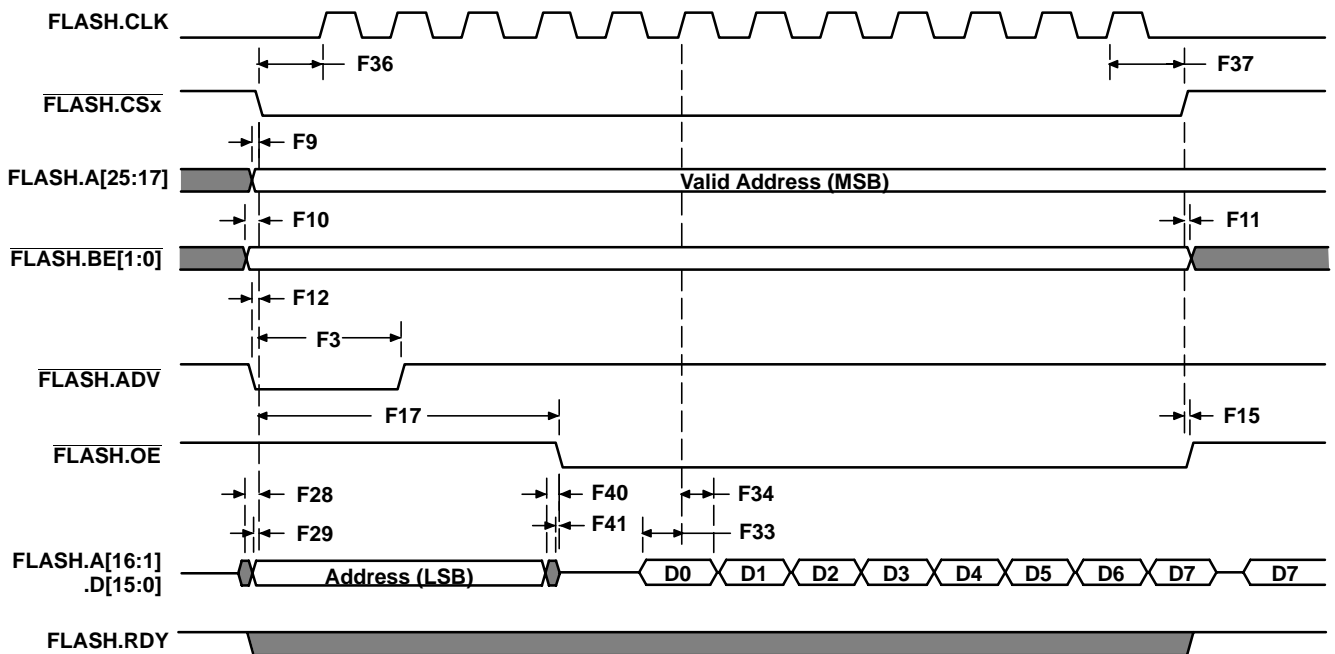 FLASH.CLK
F36
F37
FLASH.CSx
F9
FLASH.A[25:17]
Valid Address (MSB)
F10
F11
FLASH.BE[1:0]
F12
F3
FLASH.ADV
F17
F15
FLASH.OE
F28
F40
F34
F29
F41
F33
FLASH.A[16:1]
.D[15:0]
Address (LSB)
D0 D1 D2 D3 D4 D5 D6 D7 D7
FLASH.RDY